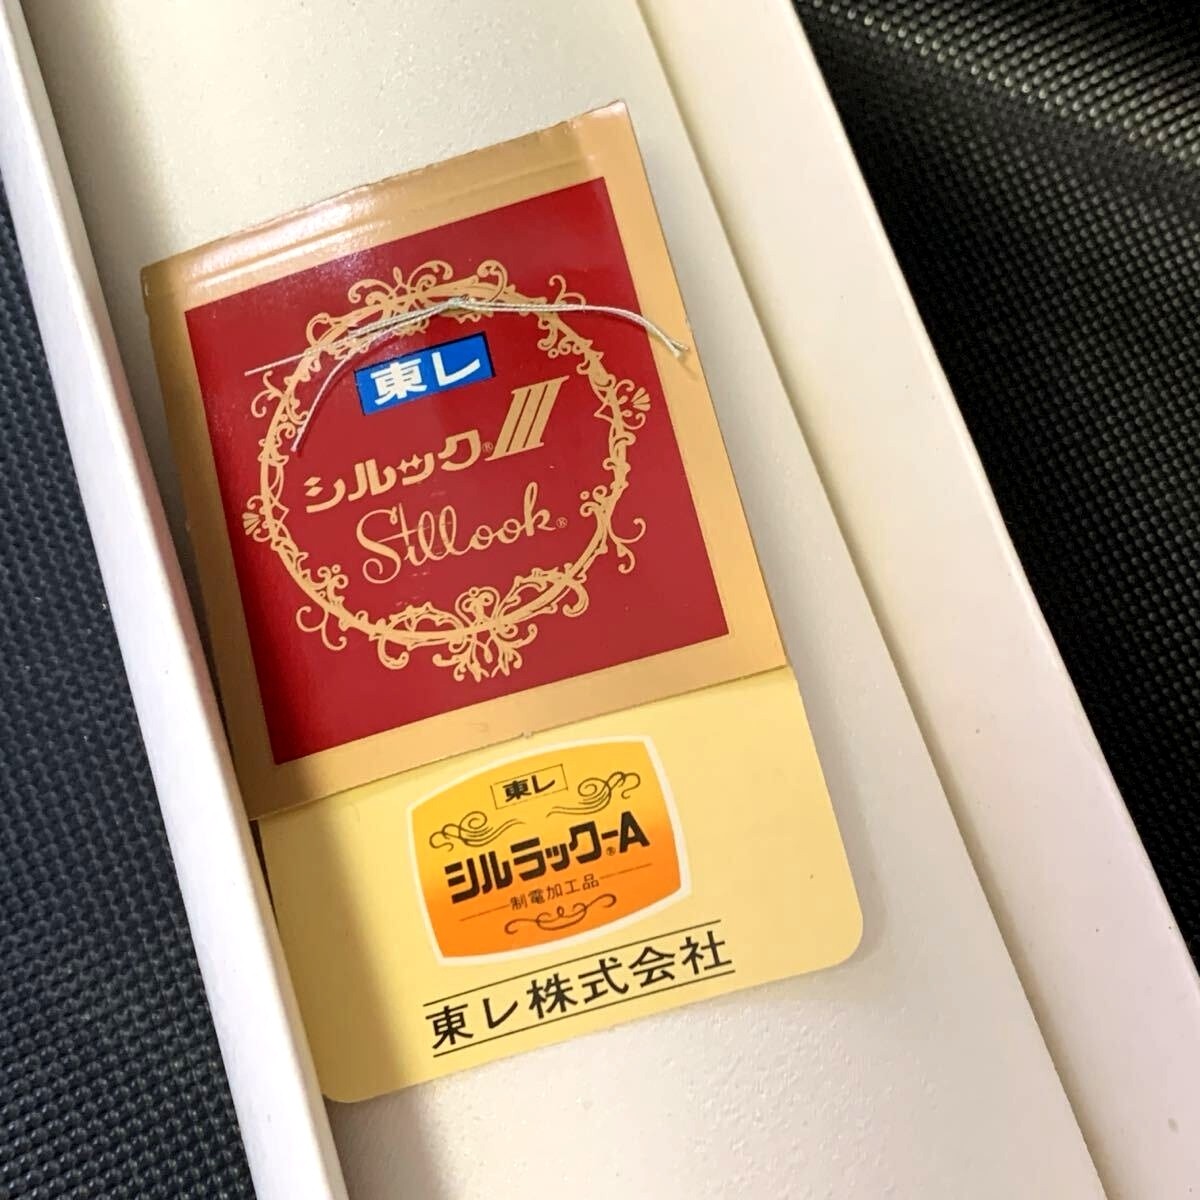 東レ
シルック®III
Sillook®
東レ
シルラック®-A
制電加工品
東レ株式会社